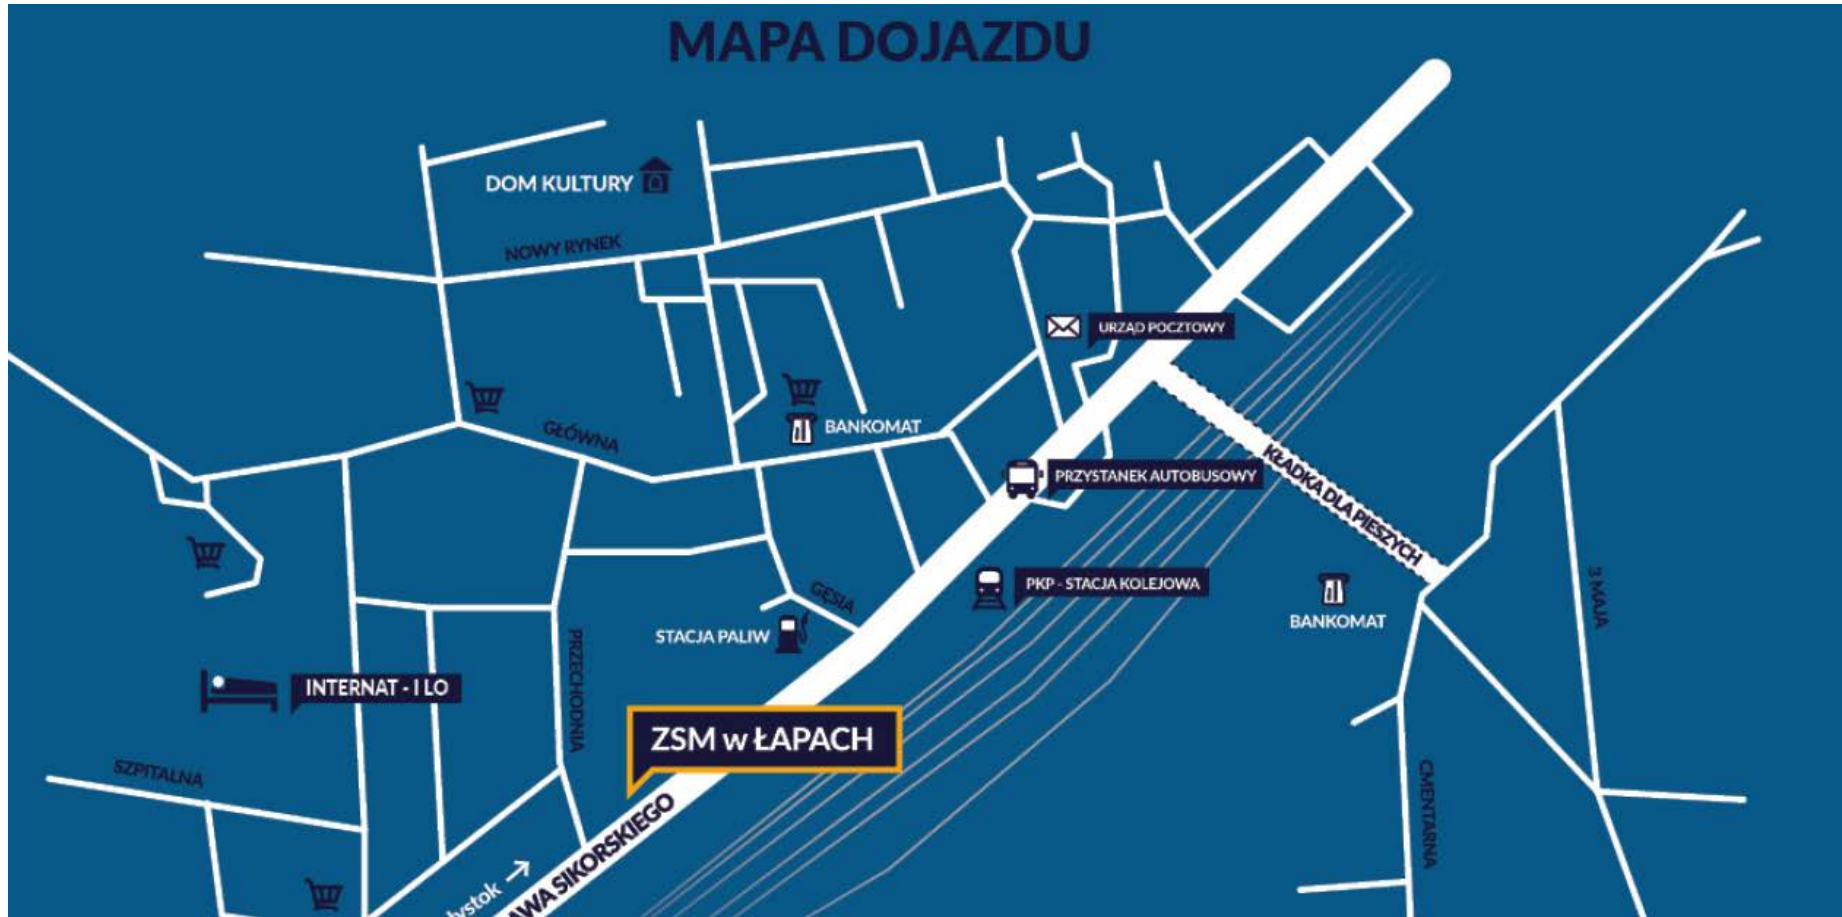 MAPA DOJAZDU
DOM KULTURY
NOWY RYNEK
URZĄD POCZTOWY
GŁÓWNA
BANKOMAT
PRZYSTANEK AUTOBUSOWY
KŁADKA DLA PIESZYCH
PKP - STACJA KOLEJOWA
GĘSIA
3 MAJA
BANKOMAT
STACJA PALIW
PRZECHODNIA
INTERNAT - I LO
ZSM w ŁAPACH
SZPITALNA
CMENTARNA
AWA SIKORSKIEGO
ystok →